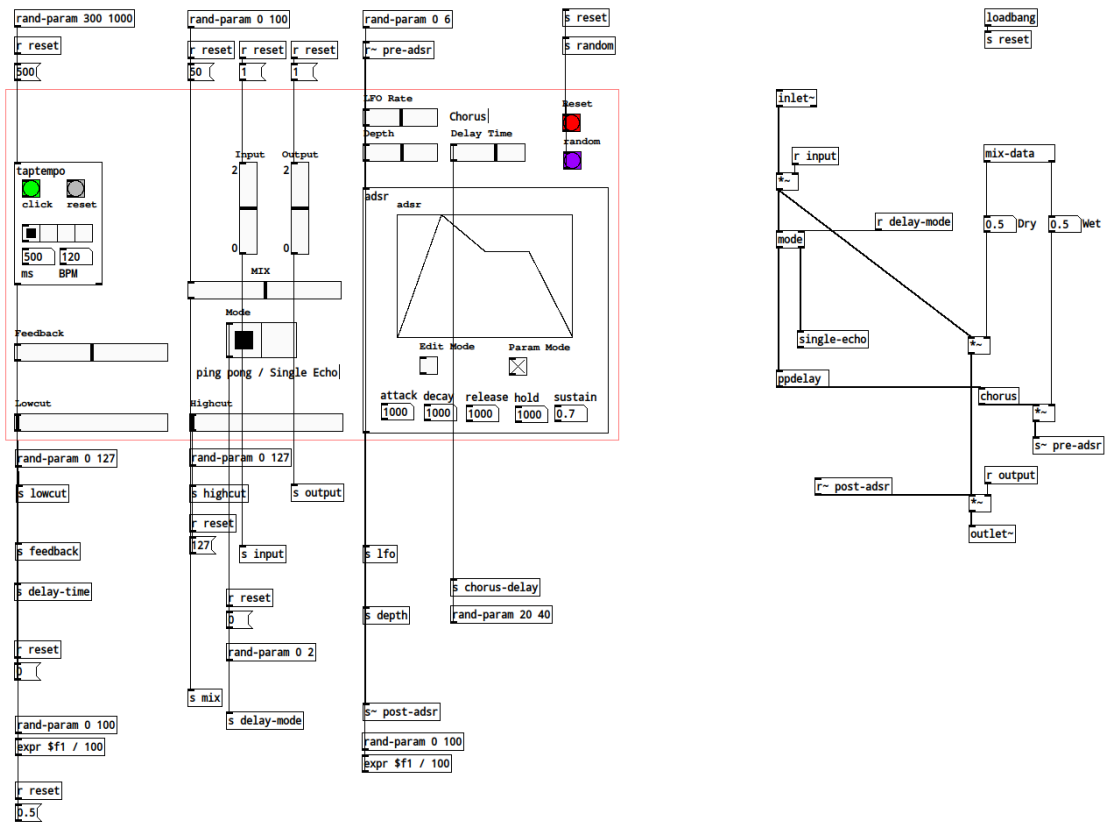 rand-param 300 1000
r reset
500
rand-param 0 100
r reset
r reset
r reset
50
1
1
rand-param 0 6
r~ pre-adsr
s reset
s random
loadbang
s reset
LFO Rate
Chorus
Depth
Delay Time
Reset
random
taptempo
click
reset
500
120
ms
BPM
Input
Output
2
2
0
0
MIX
Mode
ping pong / Single Echo
Feedback
Lowcut
Highcut
adsr
adsr
Edit Mode
Param Mode
attack
decay
release
hold
sustain
1000
1000
1000
1000
0.7
inlet~
r input
*~
mix-data
r delay-mode
mode
0.5
Dry
0.5
Wet
single-echo
*~
ppdelay
chorus
*~
s~ pre-adsr
r output
r~ post-adsr
*~
outlet~
rand-param 0 127
s lowcut
s feedback
s delay-time
r reset
0
rand-param 0 100
expr $f1 / 100
r reset
0.5
rand-param 0 127
s highcut
s output
r reset
127
s input
r reset
0
rand-param 0 2
s mix
s delay-mode
s lfo
s chorus-delay
s depth
rand-param 20 40
s~ post-adsr
rand-param 0 100
expr $f1 / 100